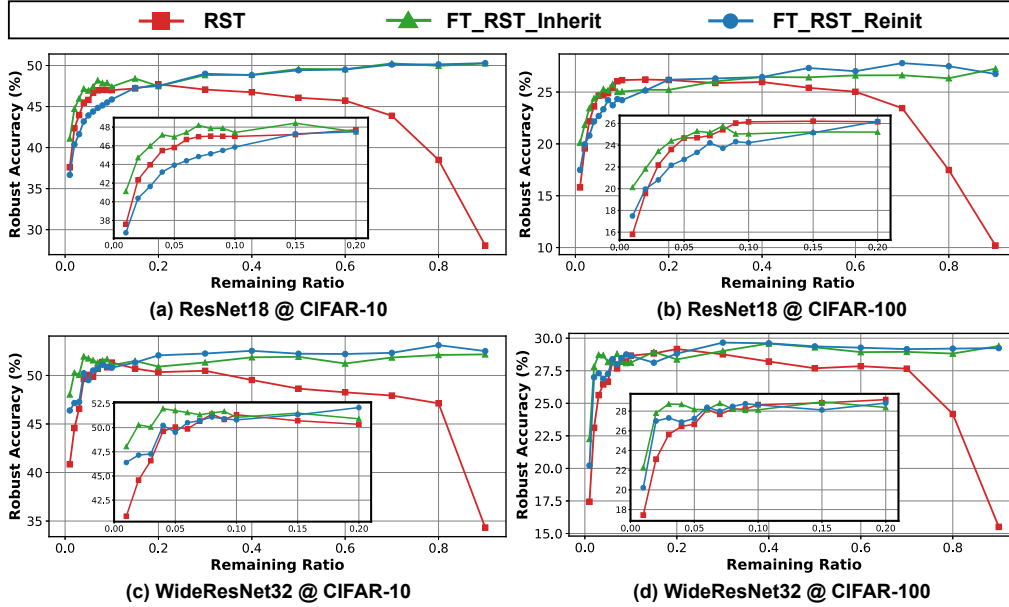 RST FT_RST_Inherit FT_RST_Reinit
Robust Accuracy (%)
50
45
40
35
30
48
46
44
42
40
38
36
0.00 0.05 0.10 0.15 0.20
0.0 0.2 0.4 0.6 0.8
Remaining Ratio
(a) ResNet18 @ CIFAR-10
Robust Accuracy (%)
25
20
15
10
26
24
22
20
18
16
0.00 0.05 0.10 0.15 0.20
0.0 0.2 0.4 0.6 0.8
Remaining Ratio
(b) ResNet18 @ CIFAR-100
Robust Accuracy (%)
50
45
40
35
52.5
50.0
47.5
45.0
42.5
0.00 0.05 0.10 0.15 0.20
0.0 0.2 0.4 0.6 0.8
Remaining Ratio
(c) WideResNet32 @ CIFAR-10
Robust Accuracy (%)
30.0
27.5
25.0
22.5
20.0
17.5
15.0
28
26
24
22
20
18
0.00 0.05 0.10 0.15 0.20
0.0 0.2 0.4 0.6 0.8
Remaining Ratio
(d) WideResNet32 @ CIFAR-100